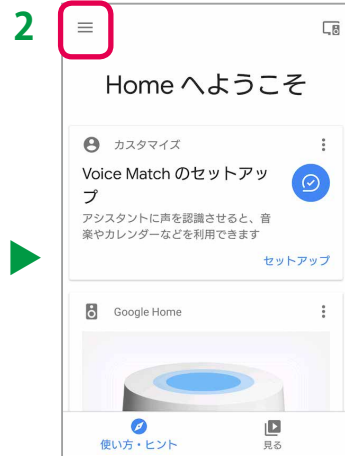 2
Home へようこそ
カスタマイズ
Voice Match のセットアッ
プ
アシスタントに声を認識させると、音
楽やカレンダーなどを利用できます
セットアップ
Google Home
使い方・ヒント
見る